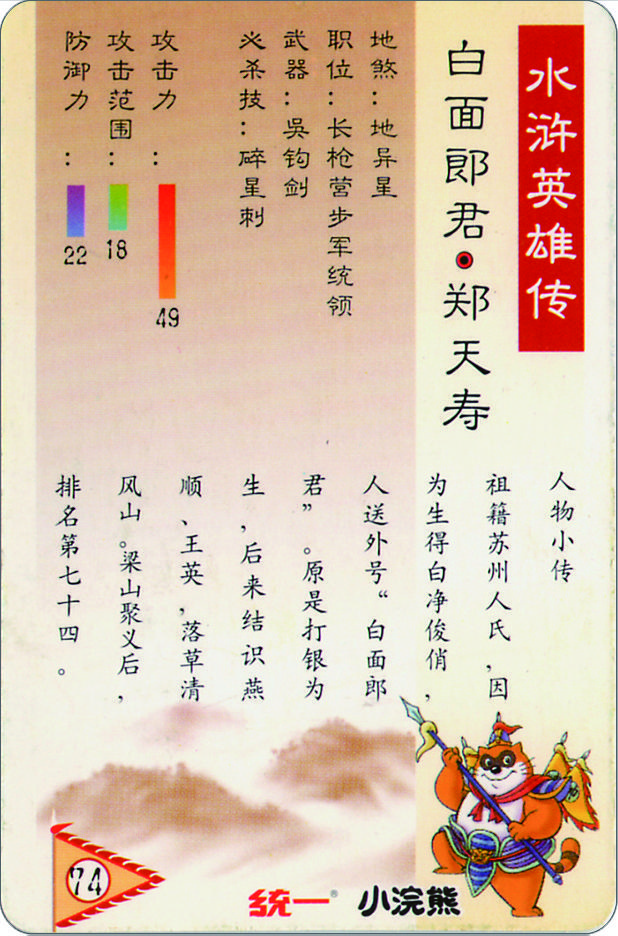 水浒英雄传
白面郎君·郑天寿
地煞：地异星
职位：长枪营步军统领
武器：吴钩剑
必杀技：碎星刺
攻击力：
49
攻击范围：
18
防御力：
22
人物小传
祖籍苏州人氏，因
为生得白净俊俏，
人送外号“白面郎
君”。原是打银为
生，后来结识燕
顺、王英，落草清
风山。梁山聚义后，
排名第七十四。
74
统一®
小浣熊